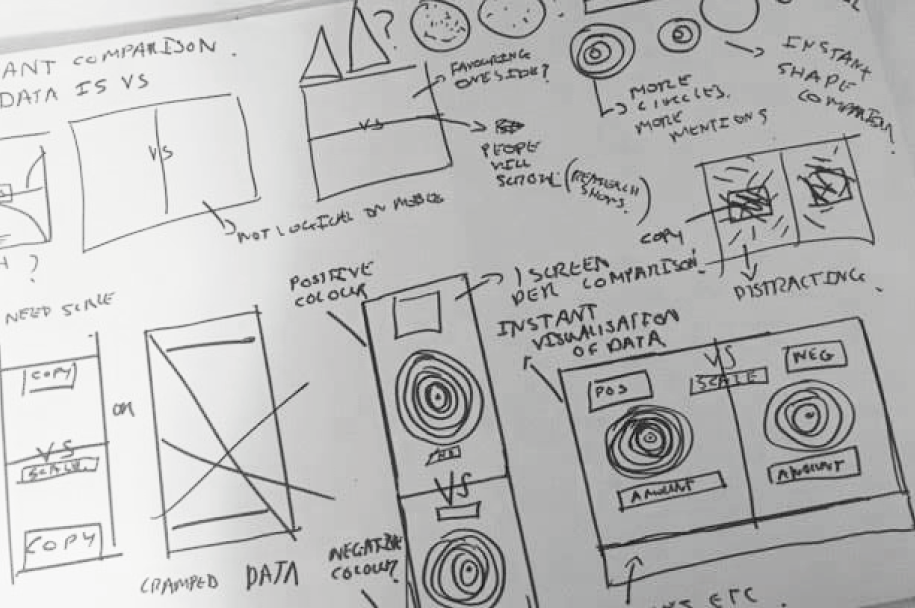 ANT COMPARISON.
DATA IS VS
VS
NOT LOGICAL ON MOBILE
?
FAVOURING
ONE SIDE?
VS
PEOPLE
WILL
SCROLL (RESEARCH
SHOWS.)
MORE
CIRCLES.
MORE
MENTIONS
INSTANT
SHAPE
COMPARISON?
COPY
DISTRACTING.
?
NEED SCALE
COPY
VS
SCALE
COPY
OR
CRAMPED DATA
POSITIVE
COLOUR
1 SCREEN
PER COMPARISON.
VS
NEGATIVE
COLOUR?
INSTANT
VISUALISATION
OF DATA
VS
POS
SCALE
NEG
AMOUNT
AMOUNT
ETC